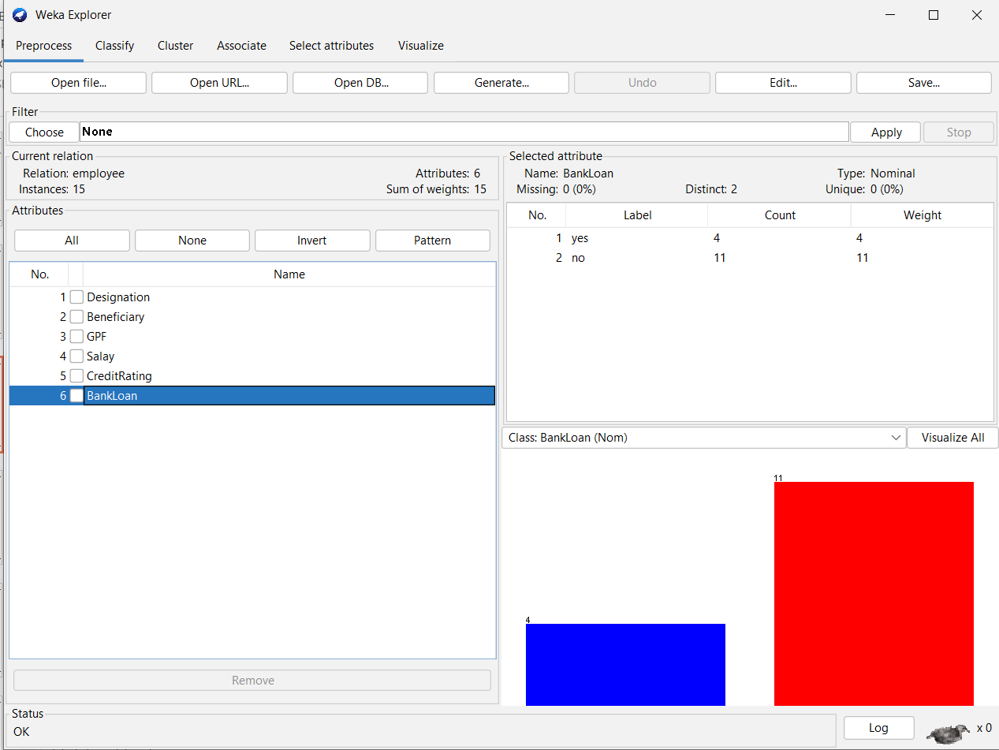 Weka Explorer
Preprocess Classify Cluster Associate Select attributes Visualize
Open file... Open URL... Open DB... Generate... Undo Edit... Save...
Filter
Choose None Apply Stop
Current relation
Relation: employee Attributes: 6
Instances: 15 Sum of weights: 15
Attributes
All None Invert Pattern
No. Name
1 Designation
2 Beneficiary
3 GPF
4 Salay
5 CreditRating
6 BankLoan
Remove
Selected attribute
Name: BankLoan Type: Nominal
Missing: 0 (0%) Distinct: 2 Unique: 0 (0%)
No. Label Count Weight
1 yes 4 4
2 no 11 11
Class: BankLoan (Nom) Visualize All
11
4
Status
OK
Log x 0